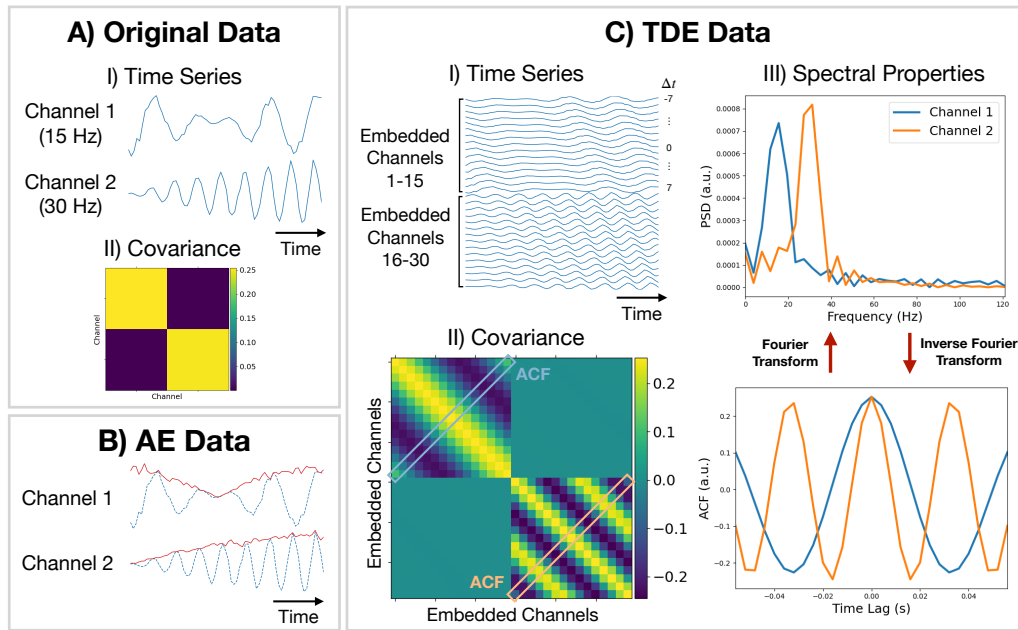 A) Original Data
I) Time Series
Channel 1
(15 Hz)
Channel 2
(30 Hz)
Time
II) Covariance
Channel
Channel
0.25
0.20
0.15
0.10
0.05
B) AE Data
Channel 1
Channel 2
Time
C) TDE Data
I) Time Series
Δt
-7
⋮
0
⋮
7
Embedded
Channels
1-15
Embedded
Channels
16-30
Time
II) Covariance
ACF
ACF
Embedded Channels
Embedded Channels
0.2
0.1
0.0
−0.1
−0.2
III) Spectral Properties
Channel 1
Channel 2
PSD (a.u.)
0.0008
0.0007
0.0006
0.0005
0.0004
0.0003
0.0002
0.0001
0.0000
0 20 40 60 80 100 120
Frequency (Hz)
Fourier
Transform
Inverse Fourier
Transform
ACF (a.u.)
0.2
0.1
0.0
−0.1
−0.2
−0.04 −0.02 0.00 0.02 0.04
Time Lag (s)